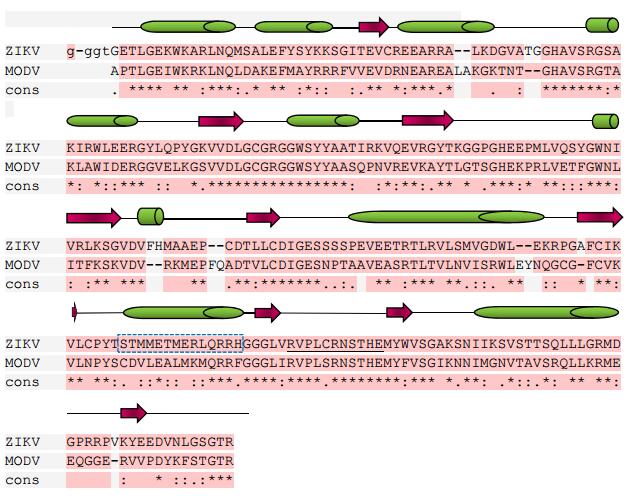 ZIKV g-ggtGETLGEKWKARLNQMSALEFYSYKKSGITEVCREEARRA--LKDGVATGGHAVSRGSA
MODV APTLGEIWKRKLNQLDAKEFMAYRRRFVVEVDRNEAREALAKGKTNT--GHAVSRGTA
cons . **** ** :***:.* ** :*: :: :** * :*** *. *. : *******:*
ZIKV KIRWLEERGYLQPYGKVVDLGCGRGGWSYYAATIRKVQEVRGYTKGGPGHEEPMLVQSYGWNI
MODV KLAWIDERGGVELKGSVVDLGCGRGGWSYYAASQPNVREVKAYTLGTSGHEKPRLVETFGWNL
cons *: *::*** :: *.****************: :*:**:.** * .***:* **:::***:
ZIKV VRLKSGVDVFHMAAEP--CDTLLCDIGESSSSPEVEETRTLRVLSMVGDWL--EKRPGAFCIK
MODV ITFKSKVDV--RKMEPFQADTVLCDIGESNPTAAVEASRTLTVLNVISRWLEYNQGCG-FCVK
cons : :** *** ** .**:*******..:. ** :*** **.::. ** :: * **:*
ZIKV VLCPYTSTMMETMERLQRRHGGGLVRVPLCRNSTHEMYWVSGAKSNIIKSVSTTSQLLLGRMD
MODV VLNPYSCDVLEALMKMQRRFGGGLIRVPLSRNSTHEMYFVSGIKNNIMGNVTAVSRQLLKRME
cons ** **:. ::*:: ::***.****:****.********:*** *.**: .*::.*: ** **:
ZIKV GPRRPVKYEEDVNLGSGTR
MODV EQGGE-RVVPDYKFSTGTR
cons : * ::.:***